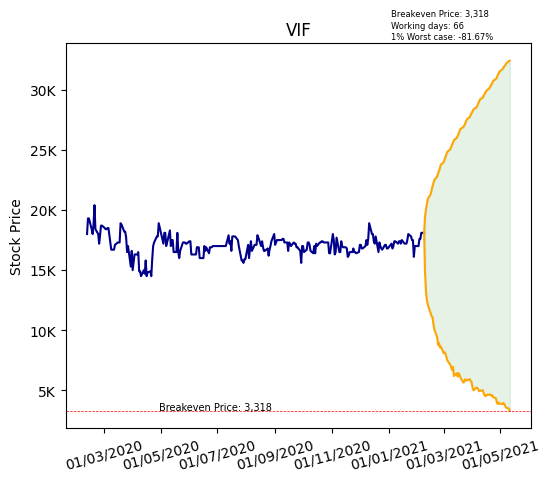 Breakeven Price: 3,318
Working days: 66
1% Worst case: -81.67%
VIF
Stock Price
30K
25K
20K
15K
10K
5K
Breakeven Price: 3,318
01/03/2020
01/05/2020
01/07/2020
01/09/2020
01/11/2020
01/01/2021
01/03/2021
01/05/2021